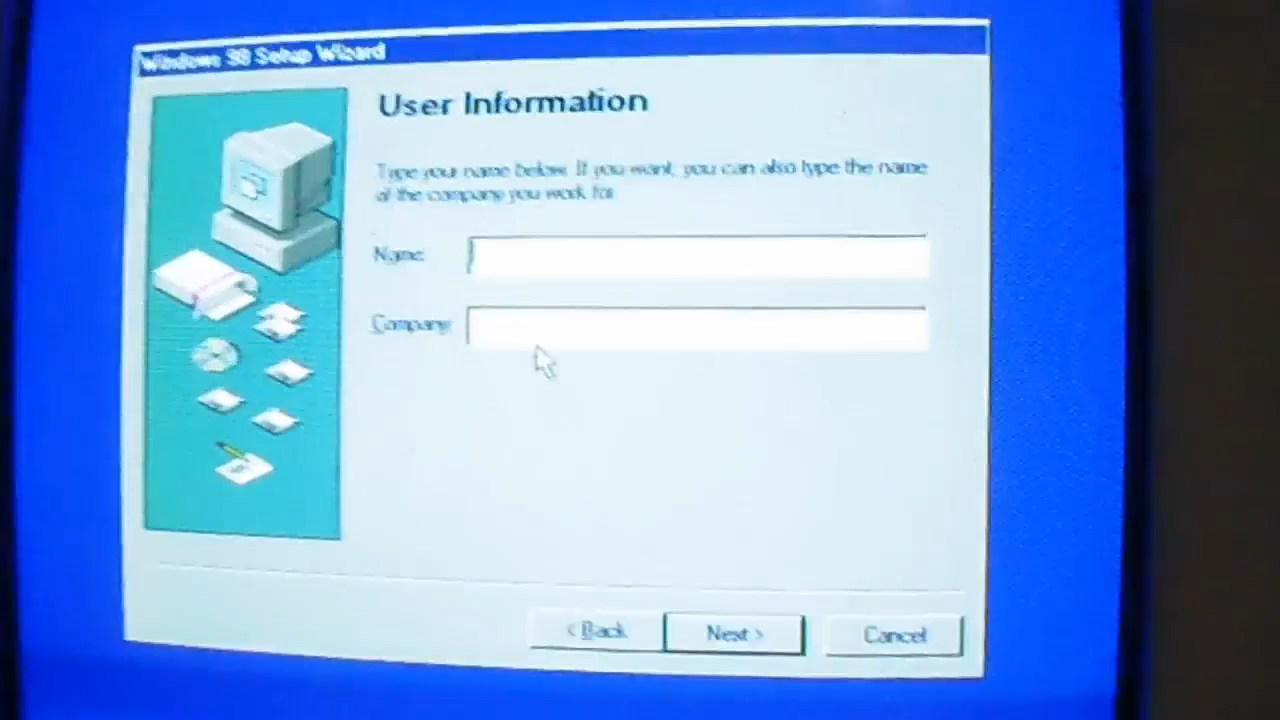 Windows 98 Setup Wizard
User Information
Type your name below. If you want, you can also type the name
of the company you work for.
Name:
Company:
< Back
Next >
Cancel